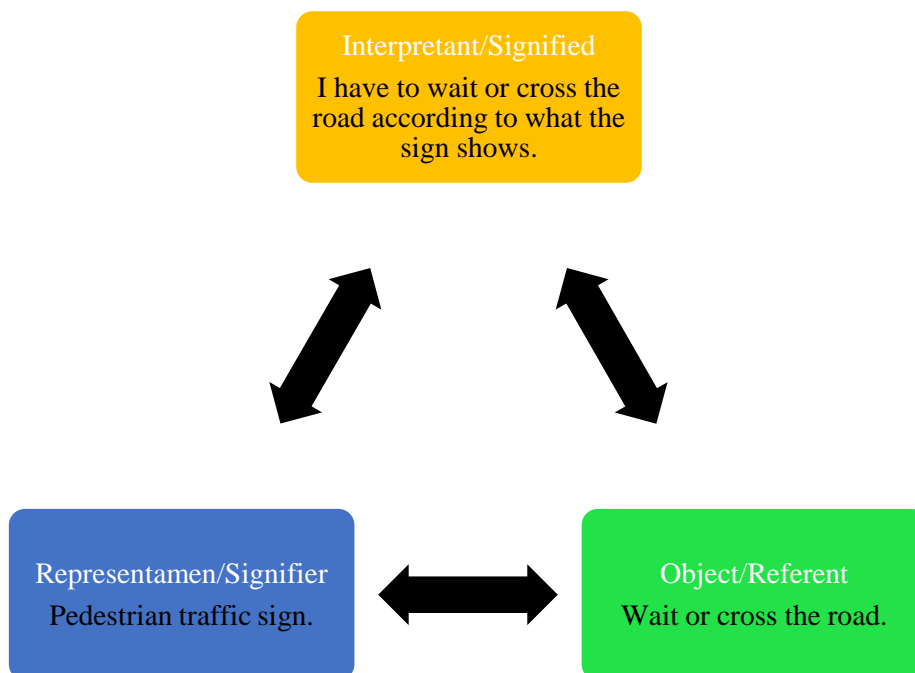 Interpretant/Signified
I have to wait or cross the
road according to what the
sign shows.
Representamen/Signifier
Pedestrian traffic sign.
Object/Referent
Wait or cross the road.